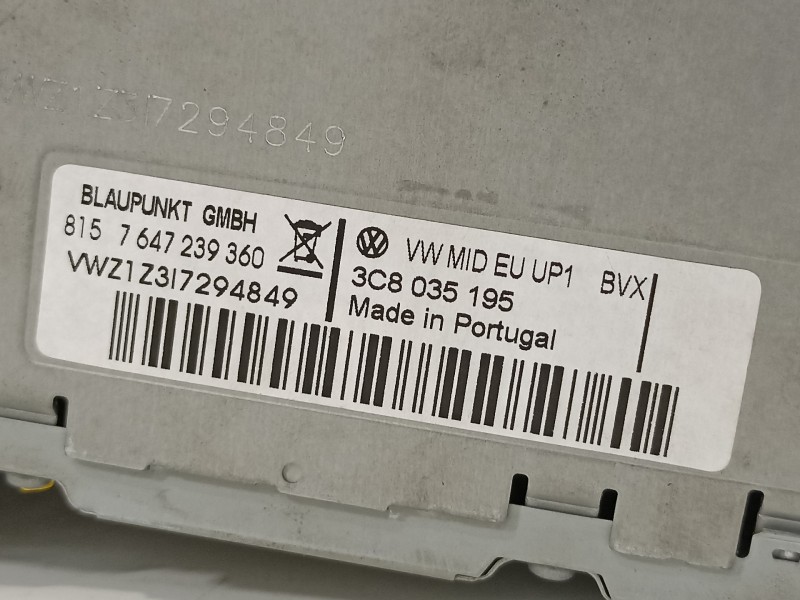 Z1Z3I7294849
BLAUPUNKT GMBH
815 7 647 239 360
VWZ1Z3I7294849
VW MID EU UP1 BVX
3C8 035 195
Made in Portugal